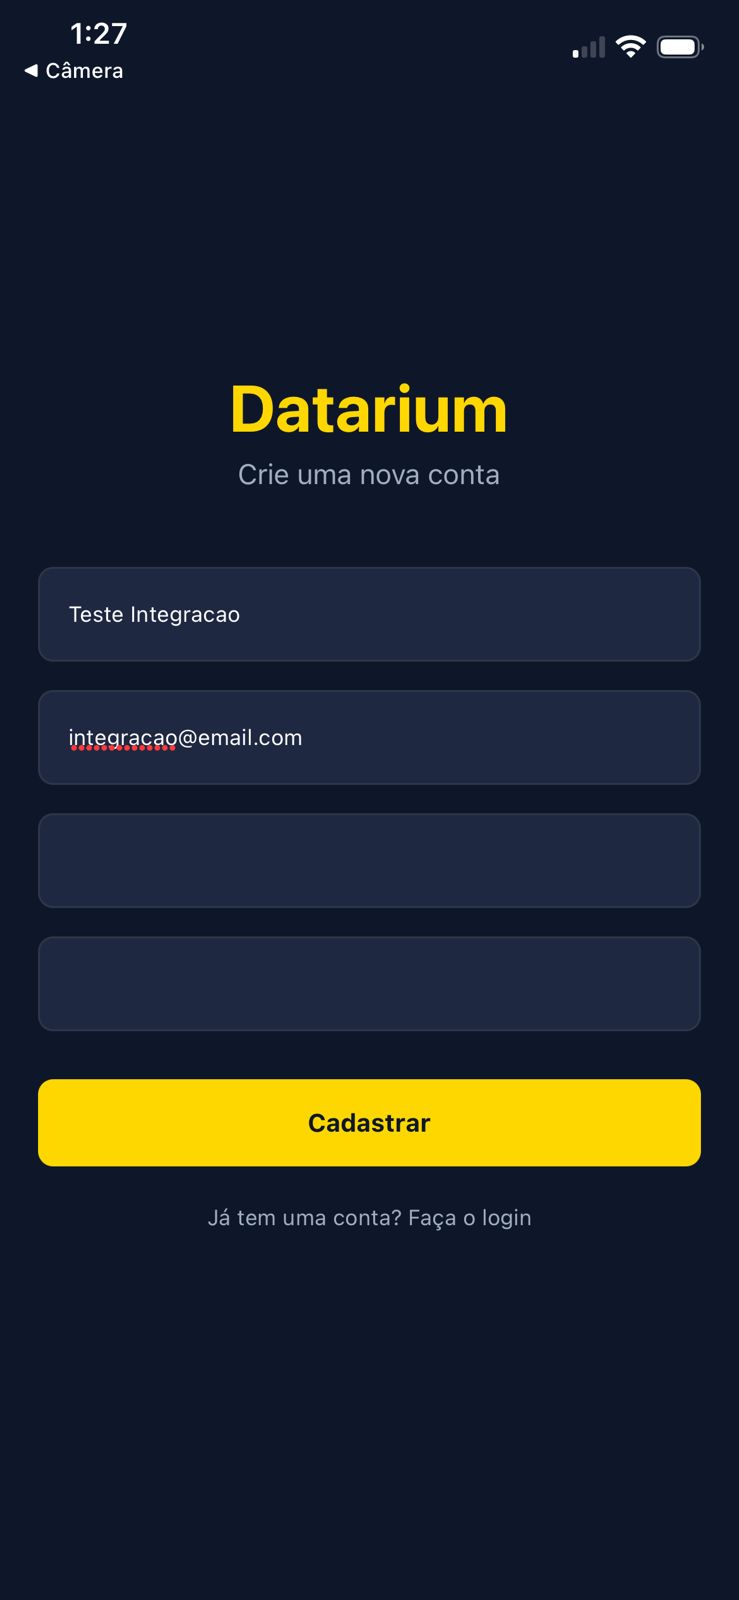 1:27
◀ Câmera
Datarium
Crie uma nova conta
Teste Integracao
integracao@email.com
Cadastrar
Já tem uma conta? Faça o login